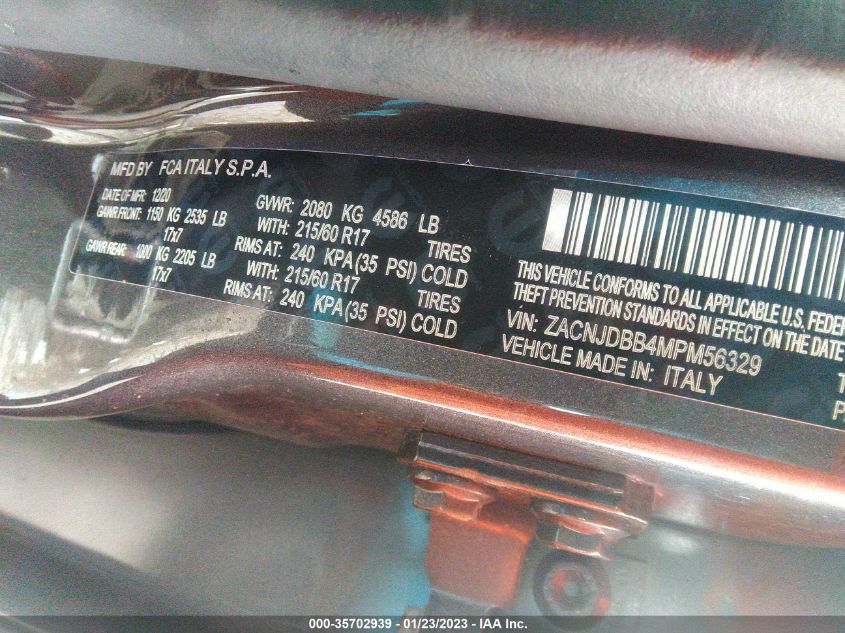 MFD BY FCA ITALY S.P.A.
DATE OF MFR: 12/20
GVWR: 2080 KG 4586 LB
GAWR FRONT: 1150 KG 2535 LB
WITH: 215/60 R17 TIRES
17x7 RIMS AT: 240 KPA (35 PSI) COLD
GAWR REAR: 1000 KG 2205 LB
WITH: 215/60 R17 TIRES
17x7 RIMS AT: 240 KPA (35 PSI) COLD
THIS VEHICLE CONFORMS TO ALL APPLICABLE U.S. FEDER
THEFT PREVENTION STANDARDS IN EFFECT ON THE DATE
VIN: ZACNJDBB4MPM56329
VEHICLE MADE IN: ITALY
000-35702939 - 01/23/2023 - IAA Inc.